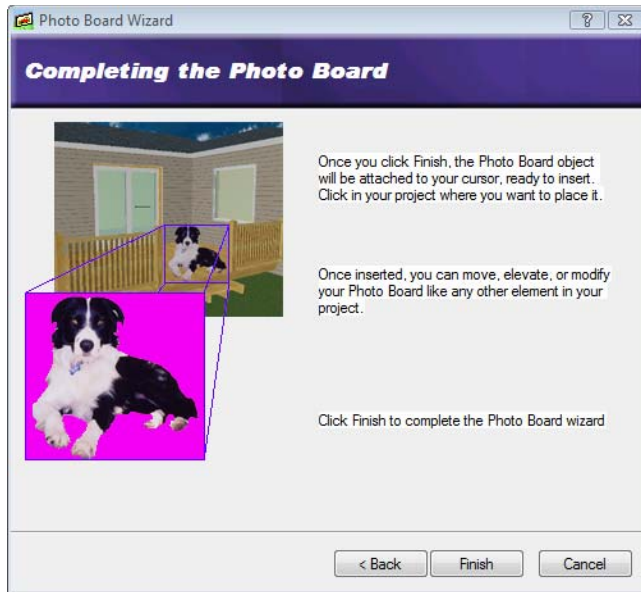 Photo Board Wizard
Completing the Photo Board
Once you click Finish, the Photo Board object
will be attached to your cursor, ready to insert.
Click in your project where you want to place it.
Once inserted, you can move, elevate, or modify
your Photo Board like any other element in your
project.
Click Finish to complete the Photo Board wizard
< Back
Finish
Cancel